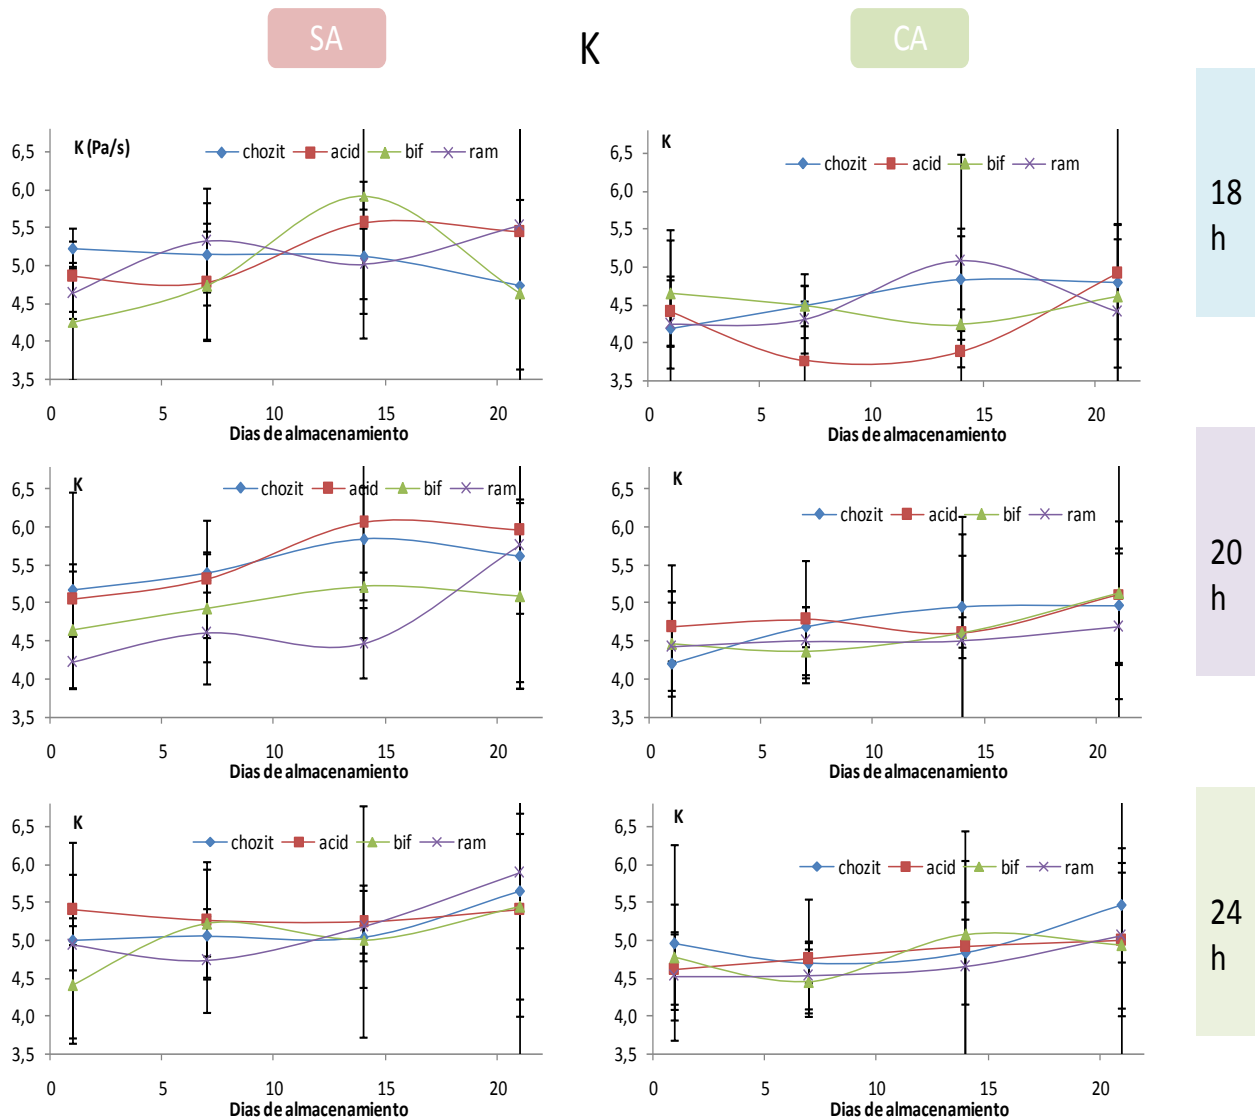 SA
K
CA
18
h
K (Pa/s)
chozit acid bif ram
6,5
6,0
5,5
5,0
4,5
4,0
3,5
0 5 10 15 20
Dias de almacenamiento
K
chozit acid bif ram
6,5
6,0
5,5
5,0
4,5
4,0
3,5
0 5 10 15 20
Dias de almacenamiento
20
h
K
chozit acid bif ram
6,5
6,0
5,5
5,0
4,5
4,0
3,5
0 5 10 15 20
Dias de almacenamiento
K
chozit acid bif ram
6,5
6,0
5,5
5,0
4,5
4,0
3,5
0 5 10 15 20
Dias de almacenamiento
24
h
K
chozit acid bif ram
6,5
6,0
5,5
5,0
4,5
4,0
3,5
0 5 10 15 20
Dias de almacenamiento
K
chozit acid bif ram
6,5
6,0
5,5
5,0
4,5
4,0
3,5
0 5 10 15 20
Dias de almacenamiento